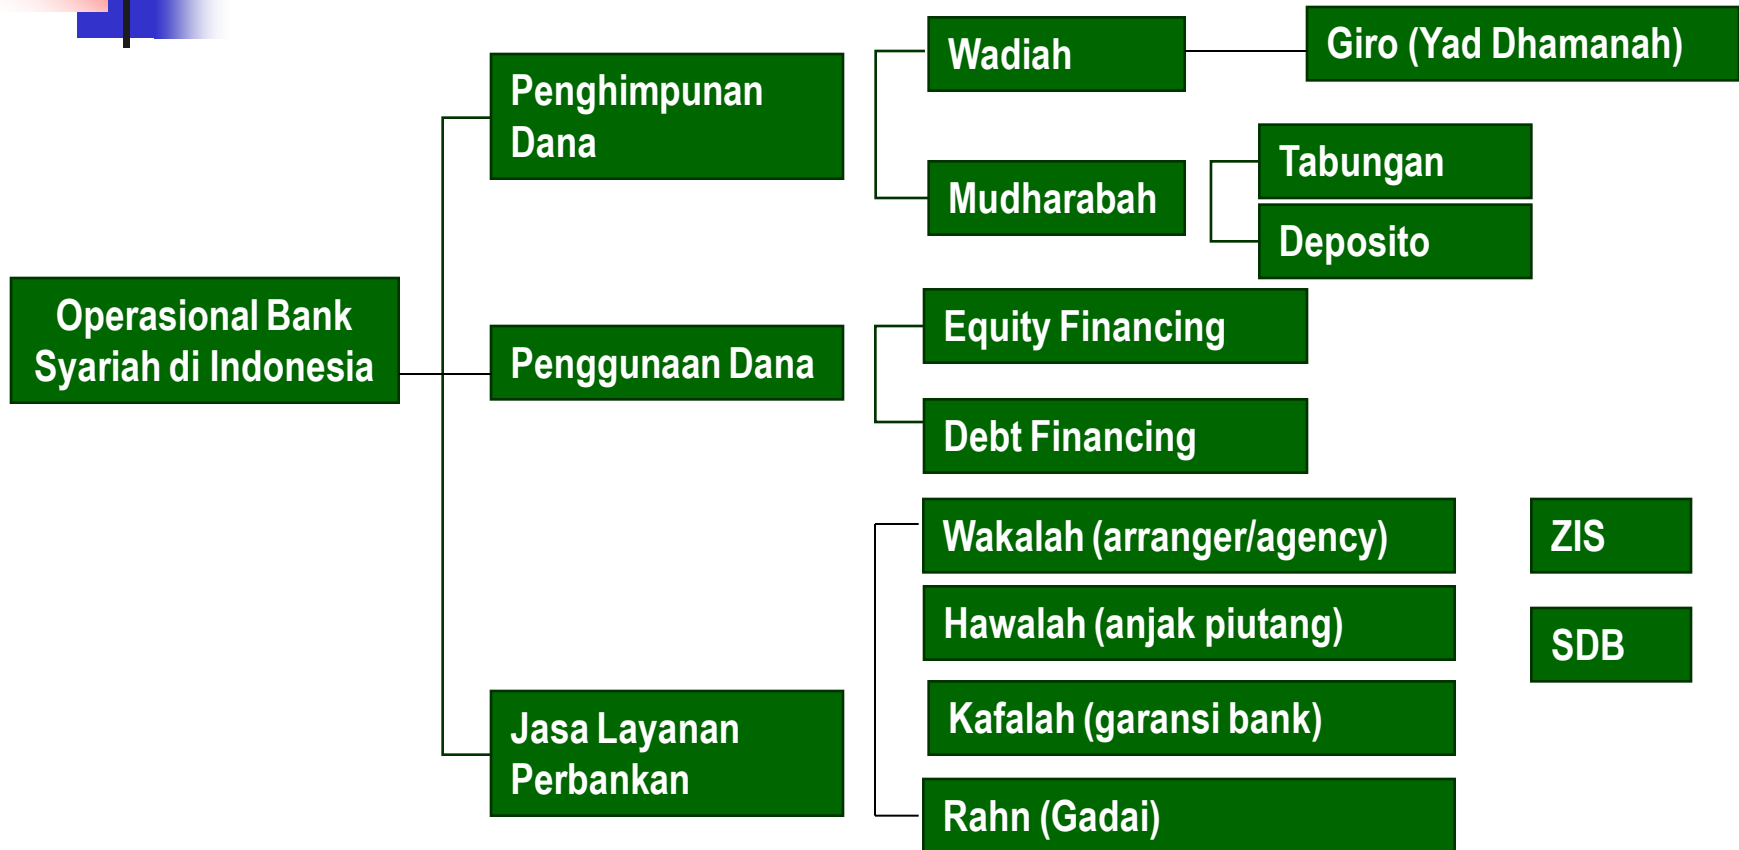 Operasional Bank
Syariah di Indonesia
Penghimpunan
Dana
Wadiah
Giro (Yad Dhamanah)
Mudharabah
Tabungan
Deposito
Penggunaan Dana
Equity Financing
Debt Financing
Jasa Layanan
Perbankan
Wakalah (arranger/agency)
Hawalah (anjak piutang)
Kafalah (garansi bank)
Rahn (Gadai)
ZIS
SDB